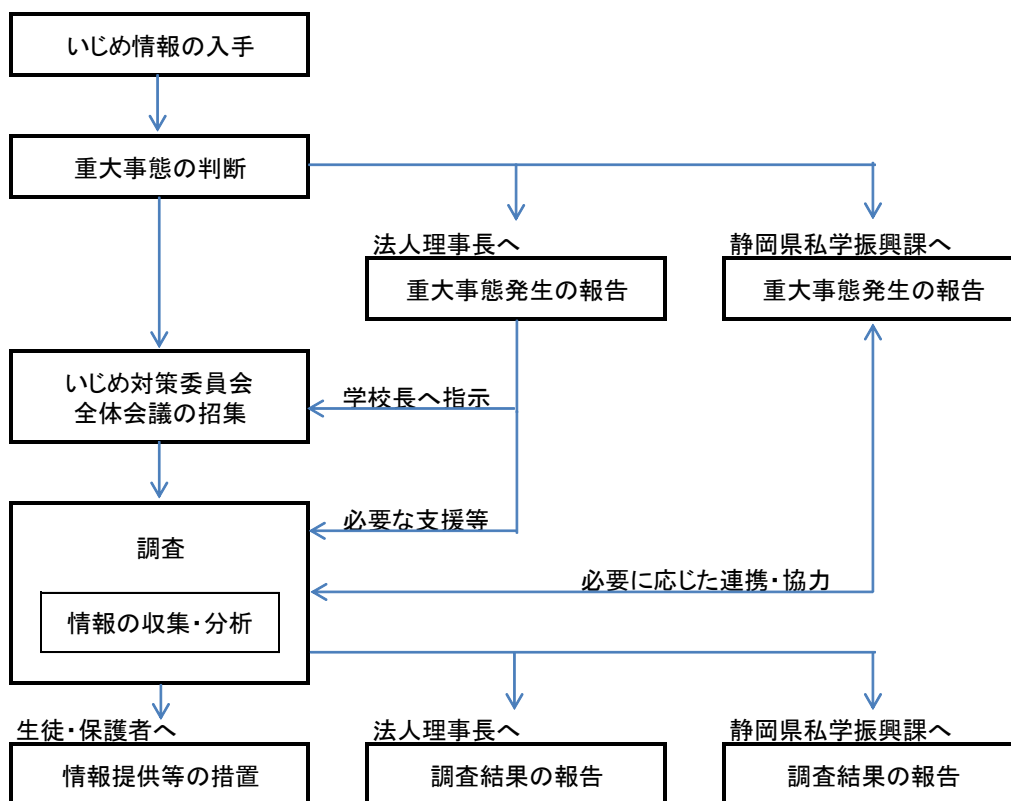 いじめ情報の入手
重大事態の判断
法人理事長へ
静岡県私学振興課へ
重大事態発生の報告
重大事態発生の報告
いじめ対策委員会
全体会議の招集
学校長へ指示
必要な支援等
調査
必要に応じた連携・協力
情報の収集・分析
生徒・保護者へ
法人理事長へ
静岡県私学振興課へ
情報提供等の措置
調査結果の報告
調査結果の報告